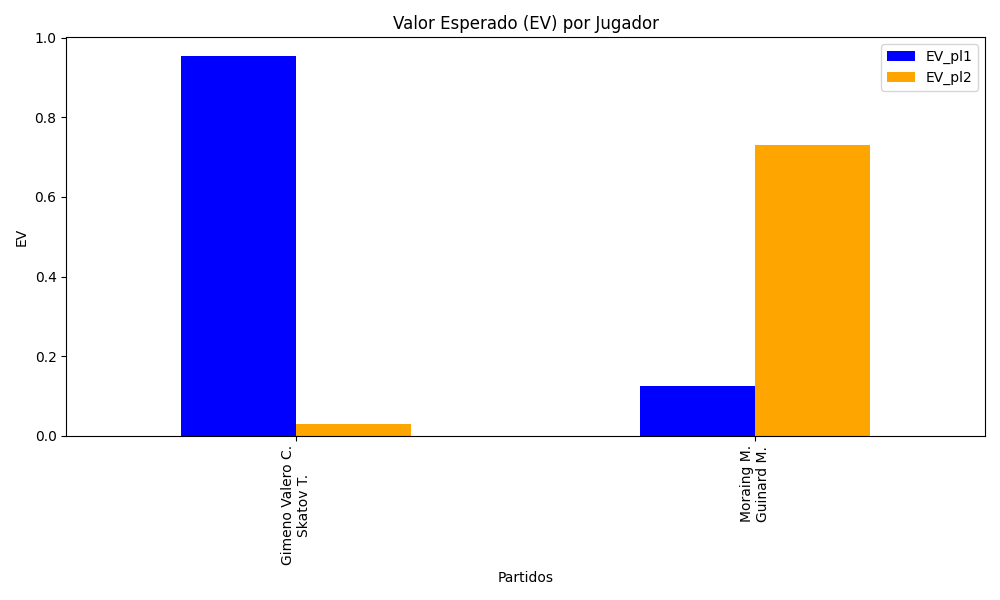 Valor Esperado (EV) por Jugador
EV_pl1
EV_pl2
EV
1.0
0.8
0.6
0.4
0.2
0.0
Gimeno Valero C.
Skatov T.
Moraing M.
Guinard M.
Partidos